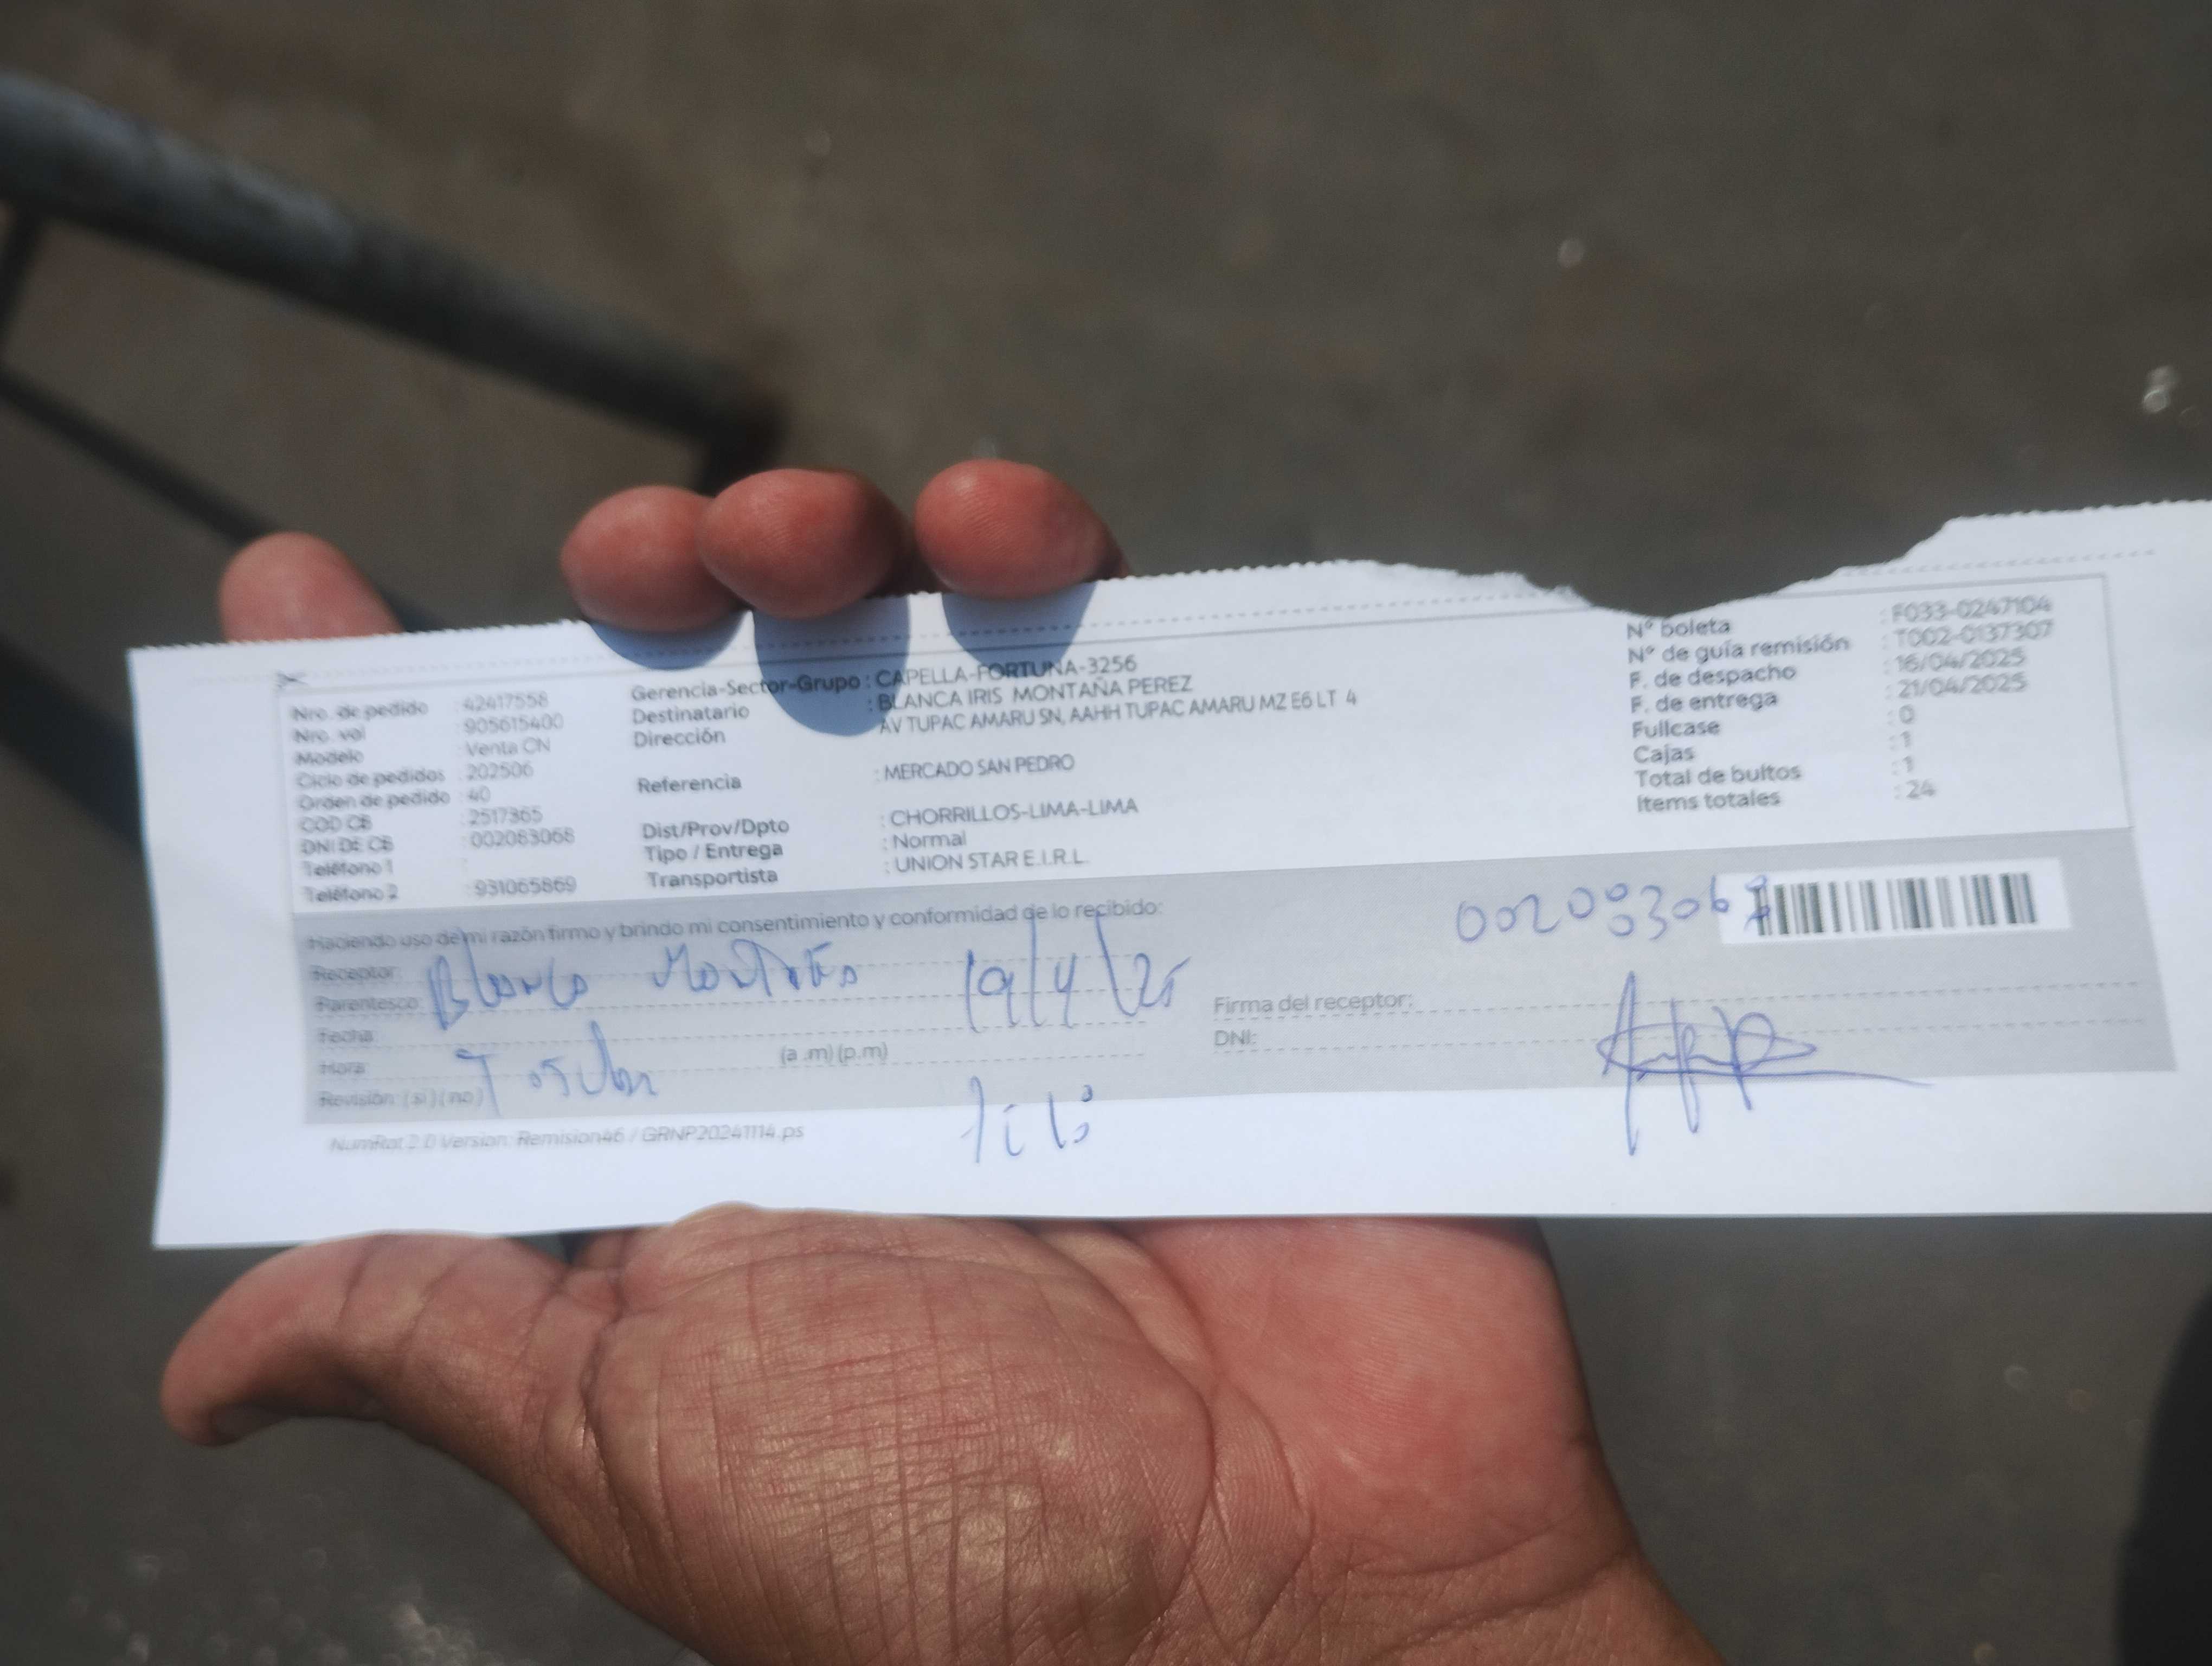 Nro. de pedido : 42417558
Nro. vol : 905615400
Modelo : Venta CN
Ciclo de pedidos : 202506
Orden de pedido : 40
COD CB : 2517365
DNI DE CB : 002083068
Teléfono 1 :
Teléfono 2 : 931065869
Gerencia-Sector-Grupo : CAPELLA-FORTUNA-3256
Destinatario : BLANCA IRIS MONTAÑA PEREZ
Dirección AV TUPAC AMARU SN, AAHH TUPAC AMARU MZ E6 LT 4
Referencia : MERCADO SAN PEDRO
Dist/Prov/Dpto : CHORRILLOS-LIMA-LIMA
Tipo / Entrega : Normal
Transportista : UNION STAR E.I.R.L.
N° boleta : F033-0247104
N° de guía remisión : T002-0137307
F. de despacho : 16/04/2025
F. de entrega : 21/04/2025
Fullcase : 0
Cajas : 1
Total de bultos : 1
Items totales : 24
Haciendo uso de mi razón firmo y brindo mi consentimiento y conformidad de lo recibido:
Receptor:
Blanca
19/4/25
Parentesco:
Fecha:
Hora: (a .m) (p.m)
Titular
Revisión: ( si ) ( no )
002083068
Firma del receptor:
DNI:
NumRot 2.0 Version: Remision46 / GRNP20241114.ps